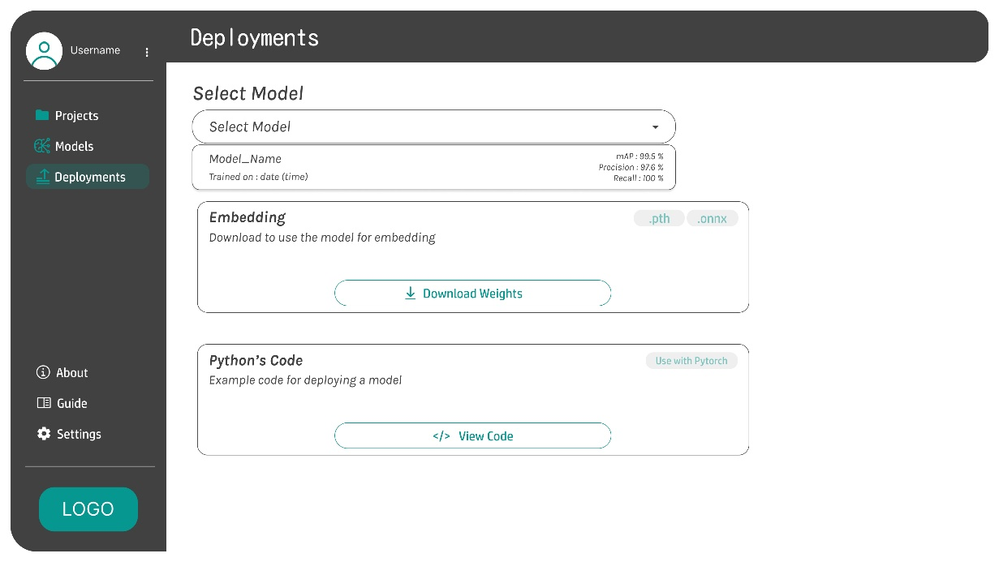 Username
Deployments
Projects
Models
Deployments
About
Guide
Settings
LOGO
Select Model
Select Model
Model_Name
Trained on : date (time)
mAP : 99.5 %
Precision : 97.6 %
Recall : 100 %
Embedding
.pth
.onnx
Download to use the model for embedding
Download Weights
Python’s Code
Use with Pytorch
Example code for deploying a model
</> View Code